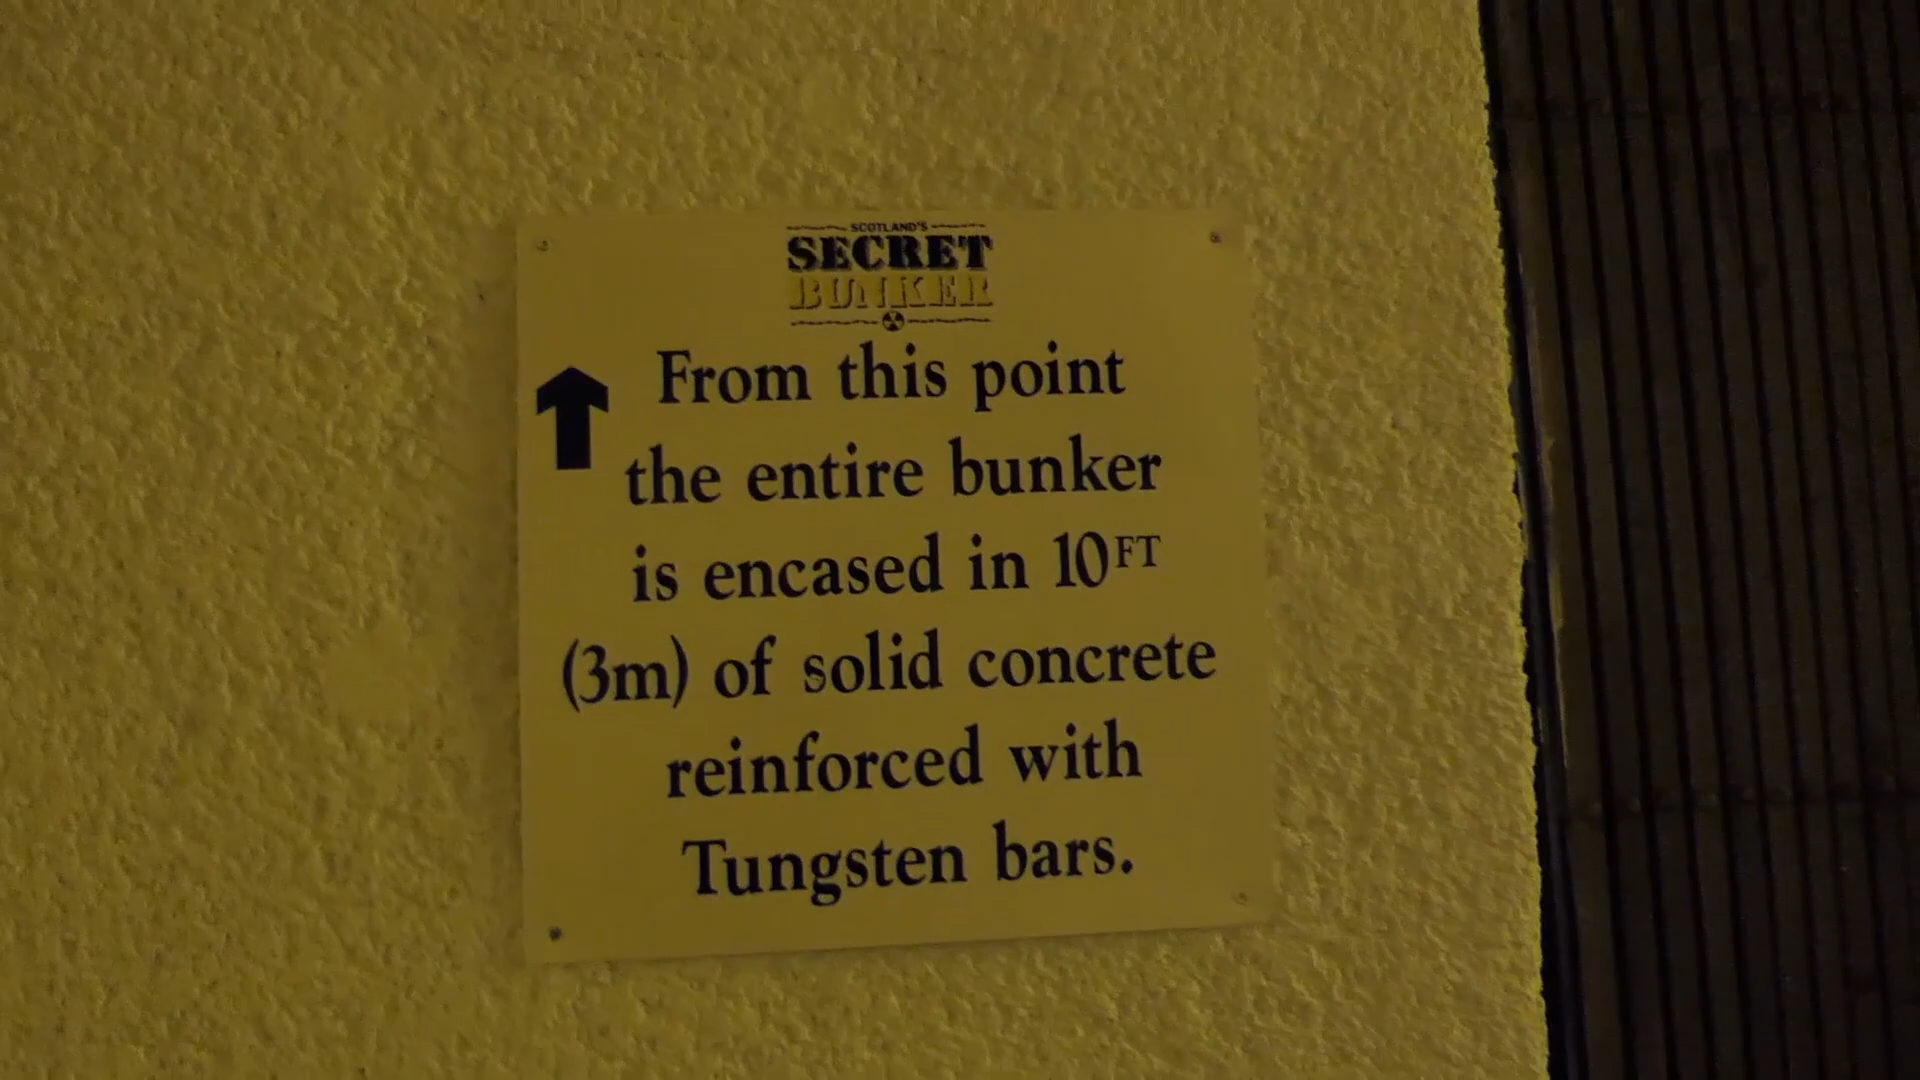 SCOTLAND'S
SECRET
BUNKER
From this point
the entire bunker
is encased in 10FT
(3m) of solid concrete
reinforced with
Tungsten bars.